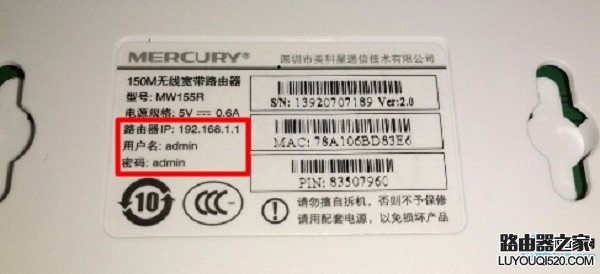 MERCURY® 深圳市美科星通信技术有限公司
150M无线宽带路由器
型号: MW155R
电源规格: 5V⎓0.6A
路由器IP: 192.168.1.1
用户名: admin
密码: admin
S/N: 13920707189 Ver:2.0
MAC: 78A106BD83E6
PIN: 83507960
10
CCC
请勿擅自拆机，否则不予保修
请用配套电源，以免损坏产品
路由器之家
LUYOUQI520.COM